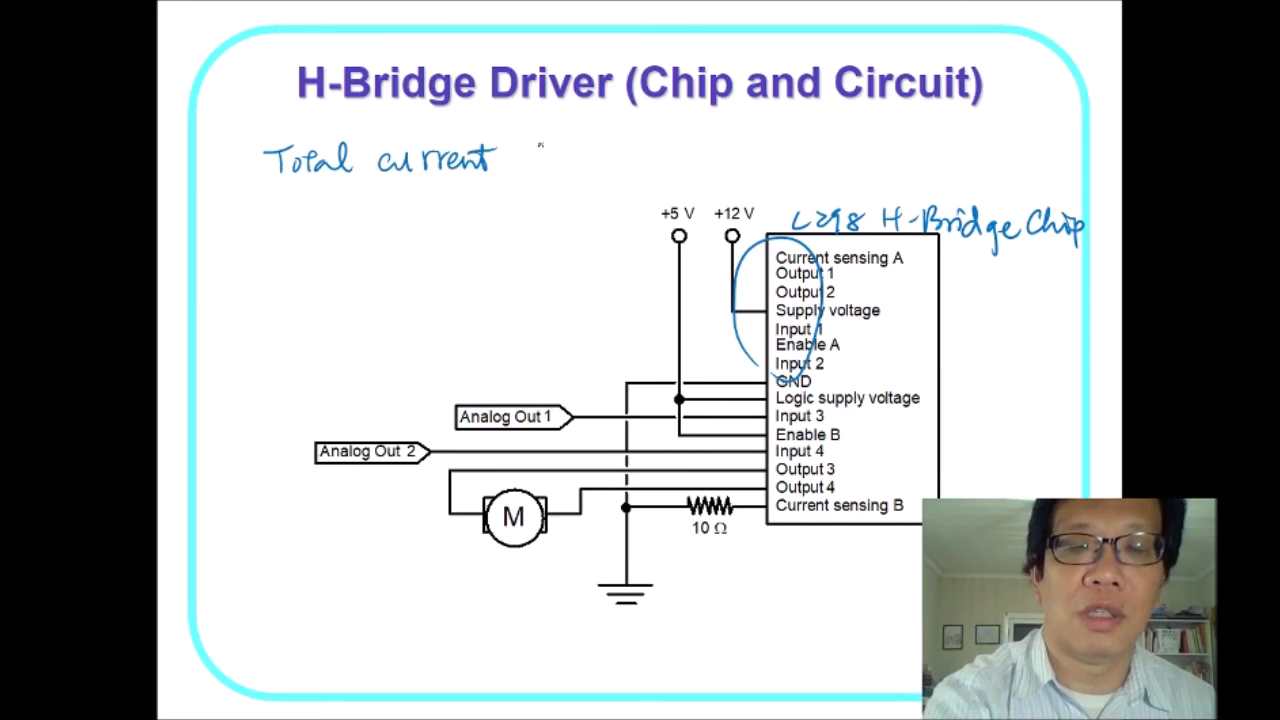 H-Bridge Driver (Chip and Circuit)
Total current
+5 V +12 V
L298 H-Bridge Chip
Current sensing A
Output 1
Output 2
Supply voltage
Input 1
Enable A
Input 2
GND
Logic supply voltage
Analog Out 1
Input 3
Enable B
Analog Out 2
Input 4
Output 3
Output 4
M
Current sensing B
10 Ω